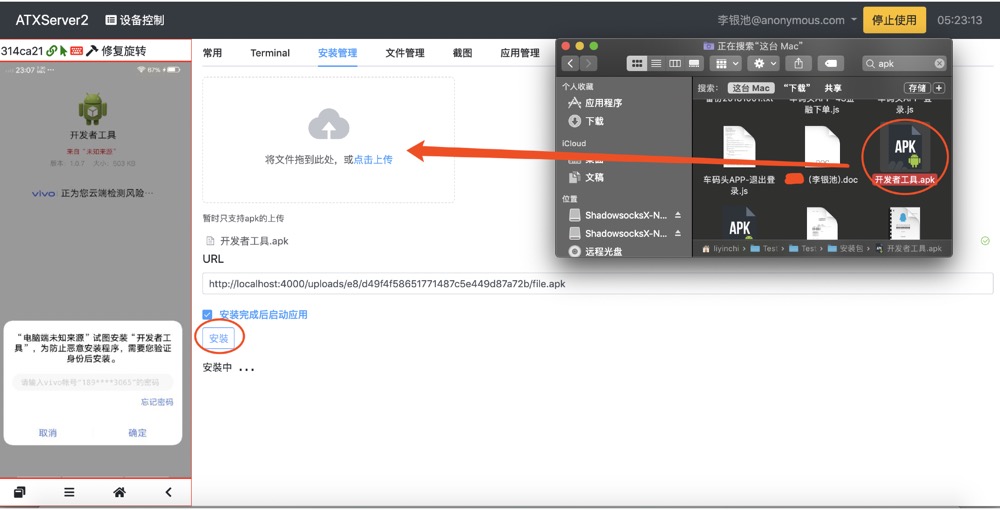 ATXServer2
设备控制
李银池@anonymous.com
停止使用
05:23:13
314ca21
修复旋转
23:07
67%
开发者工具
来自“未知来源”
版本：1.0.7 大小：503 KB
vivo 正为您云端检测风险···
“电脑端未知来源”试图安装“开发者工
具”，为防止恶意安装程序，需要您验证
身份后安装。
请输入vivo帐号“189****3065”的密码
忘记密码
取消
确定
常用
Terminal
安装管理
文件管理
截图
应用管理
将文件拖到此处，或点击上传
暂时只支持apk的上传
开发者工具.apk
URL
http://localhost:4000/uploads/e8/d49f4f58651771487c5e449d87a72b/file.apk
安装完成后启动应用
安装
安装中 ...
正在搜索“这台 Mac”
apk
个人收藏
应用程序
下载
iCloud
桌面
文稿
位置
ShadowsocksX-N...
ShadowsocksX-N...
远程光盘
搜索：
这台 Mac
“下载”
共享
存储
融下单.js
录.js
车码头APP-退出登
录.js
DOC
（李银池).doc
APK
开发者工具.apk
APK
liyinchi
Test
Test
安装包
开发者工具.apk